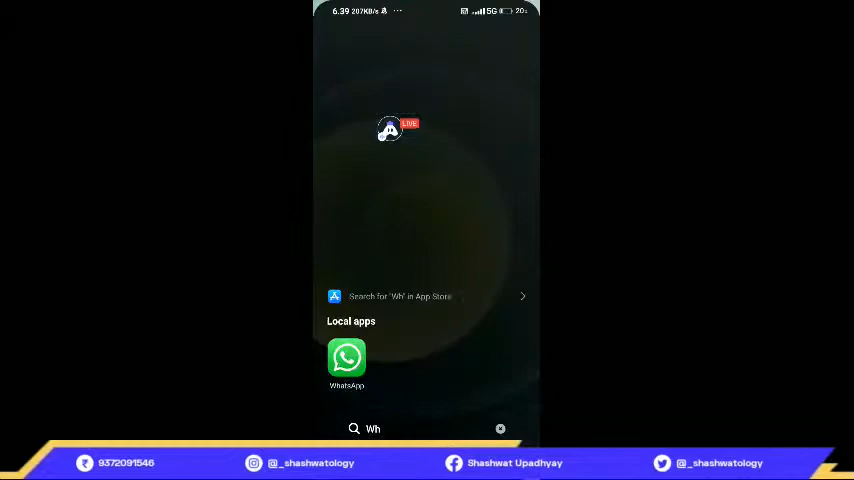 6.39 207KB/s ... 5G 20
LIVE
Search for "Wh" in App Store
Local apps
WhatsApp
Wh
9372091546 @_shashwatology Shashwat Upadhyay @_shashwatology